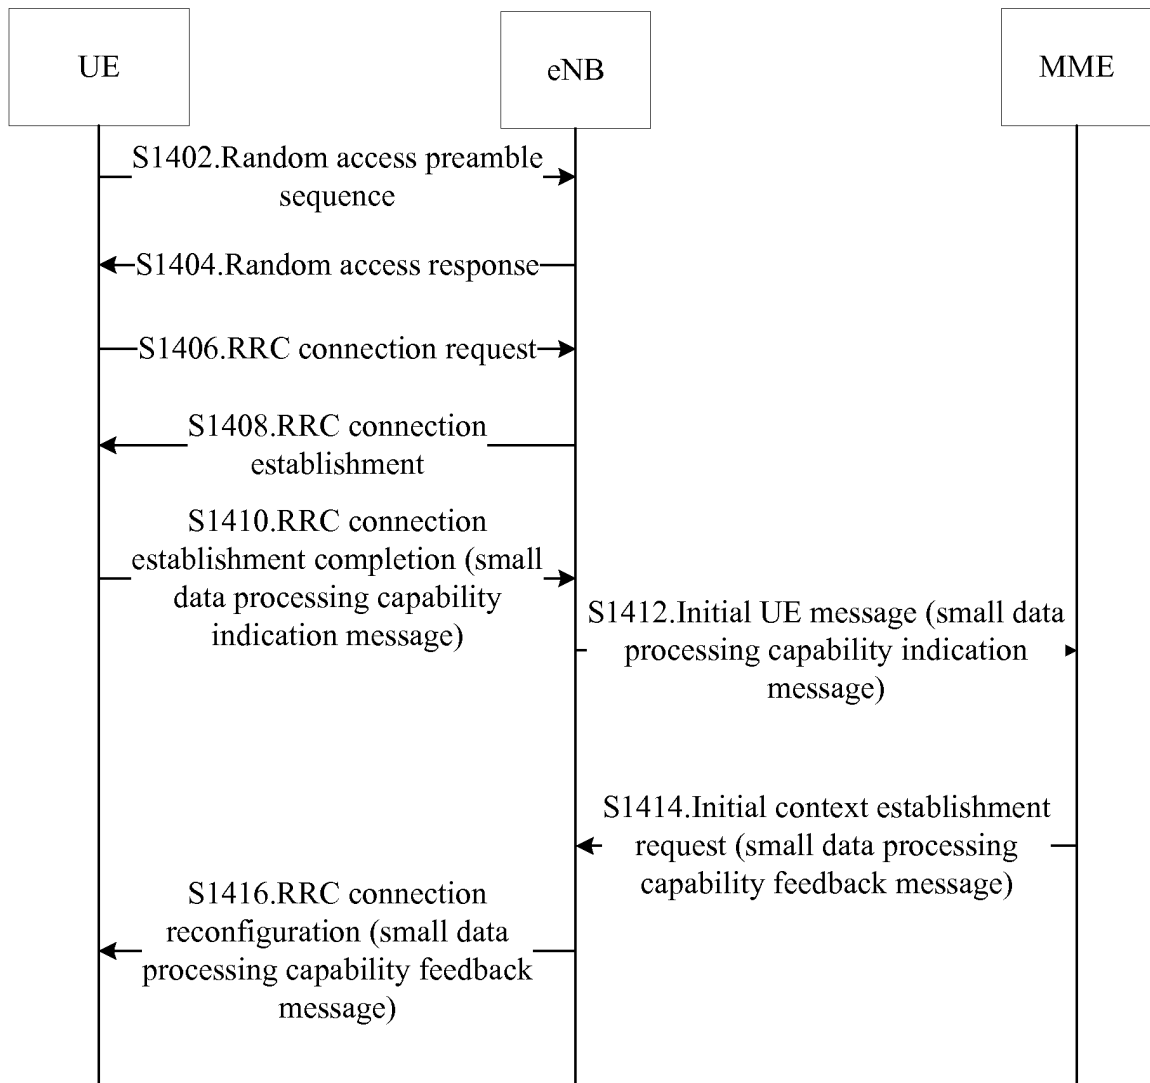 UE
eNB
MME
S1402.Random access preamble
sequence
S1404.Random access response
S1406.RRC connection request
S1408.RRC connection
establishment
S1410.RRC connection
establishment completion (small
data processing capability
indication message)
S1412.Initial UE message (small data
processing capability indication
message)
S1414.Initial context establishment
request (small data processing
capability feedback message)
S1416.RRC connection
reconfiguration (small data
processing capability feedback
message)